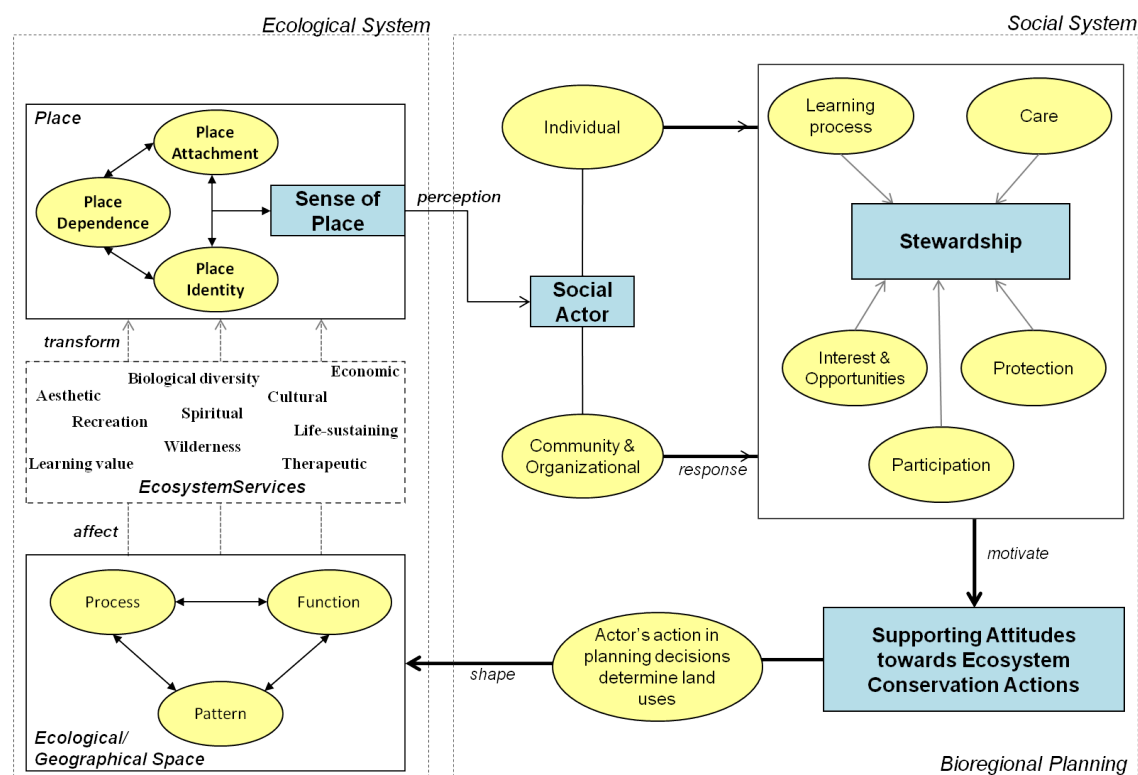 Ecological System
Social System
Place
Place
Attachment
Place
Dependence
Place
Identity
Sense of
Place
perception
transform
Economic
Biological diversity
Aesthetic
Cultural
Recreation
Spiritual
Life-sustaining
Wilderness
Learning value
Therapeutic
EcosystemServices
affect
Process
Function
Pattern
Ecological/
Geographical Space
Individual
Social
Actor
Community &
Organizational
response
Learning
process
Care
Stewardship
Interest &
Opportunities
Protection
Participation
motivate
Supporting Attitudes
towards Ecosystem
Conservation Actions
Actor's action in
planning decisions
determine land
uses
shape
Bioregional Planning